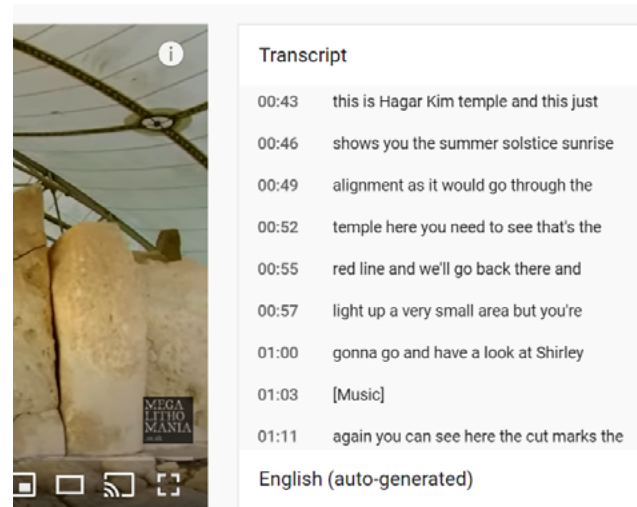 Transcript
00:43 this is Hagar Kim temple and this just
00:46 shows you the summer solstice sunrise
00:49 alignment as it would go through the
00:52 temple here you need to see that's the
00:55 red line and we'll go back there and
00:57 light up a very small area but you're
01:00 gonna go and have a look at Shirley
01:03 [Music]
01:11 again you can see here the cut marks the
English (auto-generated)
MEGA
LITHO
MANIA
.co.uk